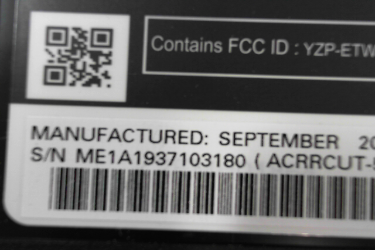 Contains FCC ID : YZP-ETW
MANUFACTURED: SEPTEMBER 20
S/N ME1A1937103180 ( ACRRCUT-